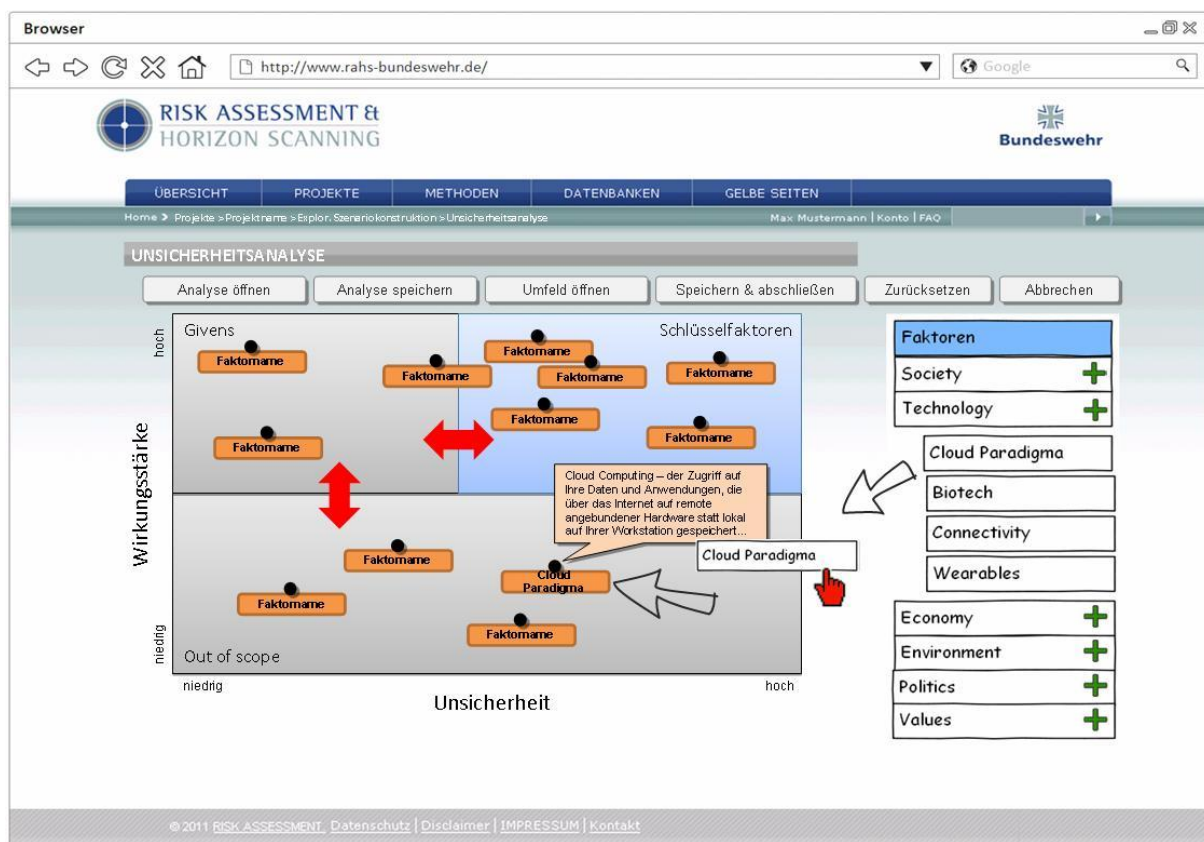 Browser
http://www.rahs-bundeswehr.de/
Google
RISK ASSESSMENT &
HORIZON SCANNING
Bundeswehr
ÜBERSICHT PROJEKTE METHODEN DATENBANKEN GELBE SEITEN
Home > Projekte >Projektname >Explor. Szenariokonstruktion >Unsicherheitsanalyse
Max Mustermann | Konto | FAQ
UNSICHERHEITSANALYSE
Analyse öffnen
Analyse speichern
Umfeld öffnen
Speichern & abschließen
Zurücksetzen
Abbrechen
Wirkungsstärke
hoch
niedrig
Givens
Schlüsselfaktoren
Faktorname
Faktorname
Faktorname
Faktorname
Faktorname
Faktorname
Faktorname
Faktorname
Cloud Computing – der Zugriff auf
Ihre Daten und Anwendungen, die
über das Internet auf remote
angebundener Hardware statt lokal
auf Ihrer Workstation gespeichert...
Cloud Paradigma
Faktorname
Cloud
Paradigma
Faktorname
Faktorname
Out of scope
niedrig
hoch
Unsicherheit
Faktoren
Society
Technology
Cloud Paradigma
Biotech
Connectivity
Wearables
Economy
Environment
Politics
Values
© 2011 RISK ASSESSMENT Datenschutz | Disclaimer | IMPRESSUM | Kontakt